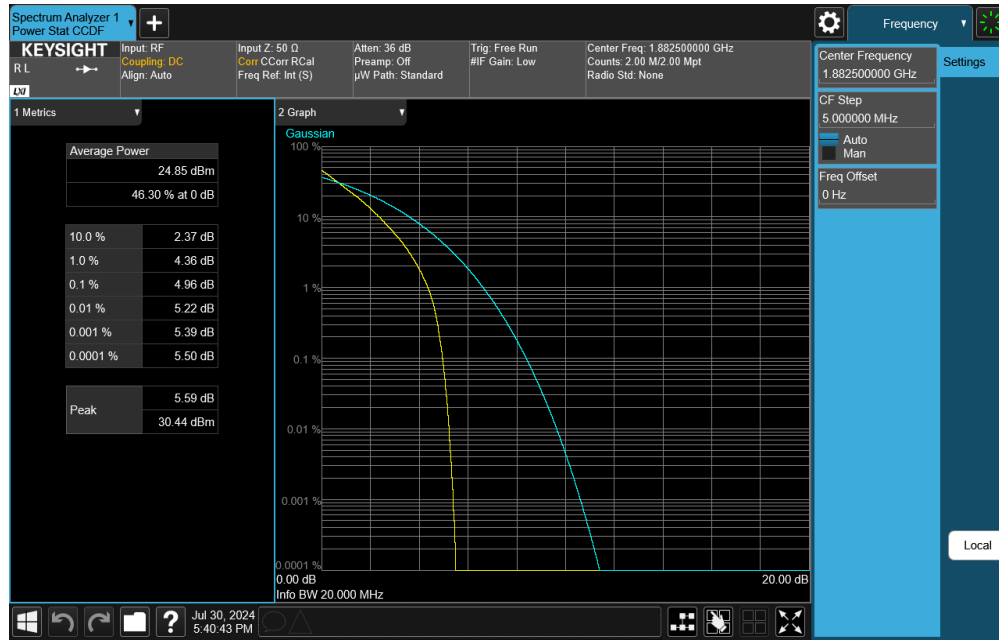 Spectrum Analyzer 1
Power Stat CCDF
Frequency
KEYSIGHT
R L
LXI
Input: RF
Coupling: DC
Align: Auto
Input Z: 50 Ω
Corr CCorr RCal
Freq Ref: Int (S)
Atten: 36 dB
Preamp: Off
µW Path: Standard
Trig: Free Run
#IF Gain: Low
Center Freq: 1.882500000 GHz
Counts: 2.00 M/2.00 Mpt
Radio Std: None
Center Frequency
1.882500000 GHz
Settings
CF Step
5.000000 MHz
Auto
Man
Freq Offset
0 Hz
Local
1 Metrics
Average Power
24.85 dBm
46.30 % at 0 dB
10.0 % 2.37 dB
1.0 % 4.36 dB
0.1 % 4.96 dB
0.01 % 5.22 dB
0.001 % 5.39 dB
0.0001 % 5.50 dB
Peak
5.59 dB
30.44 dBm
2 Graph
Gaussian
100 %
10 %
1 %
0.1 %
0.01 %
0.001 %
0.0001 %
0.00 dB 20.00 dB
Info BW 20.000 MHz
?
Jul 30, 2024
5:40:43 PM